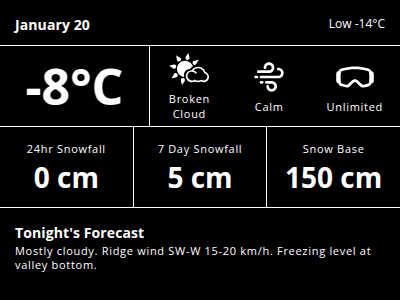 January 20
Low -14°C
-8°C
Broken
Cloud
Calm
Unlimited
24hr Snowfall
7 Day Snowfall
Snow Base
0 cm
5 cm
150 cm
Tonight's Forecast
Mostly cloudy. Ridge wind SW-W 15-20 km/h. Freezing level at
valley bottom.